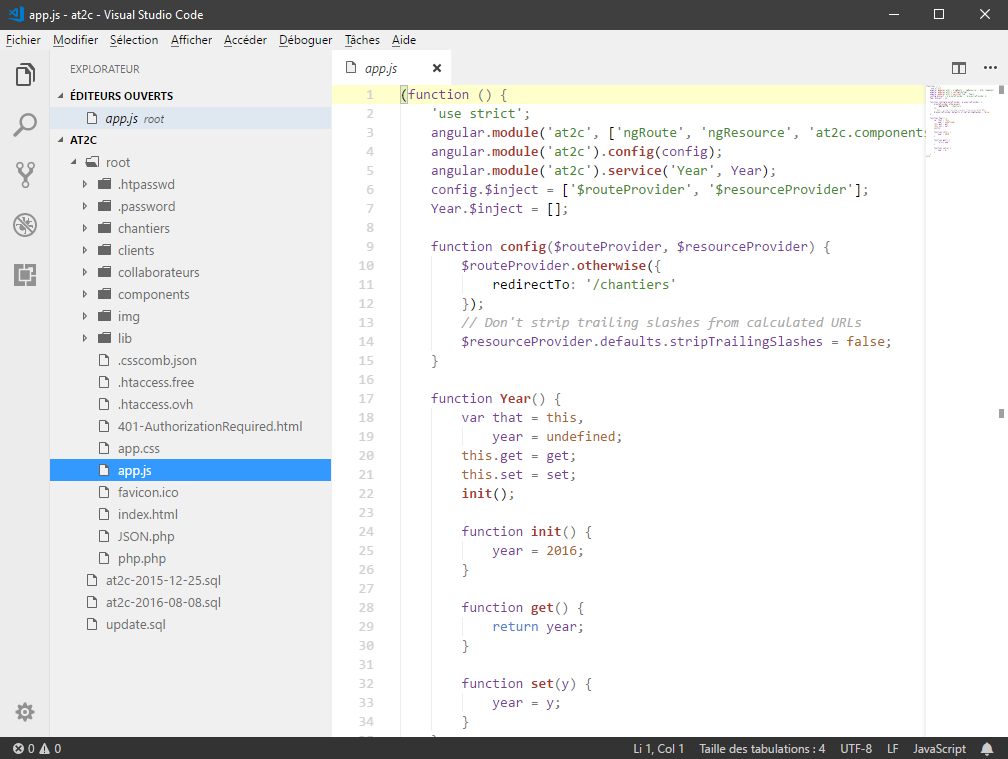 app.js - at2c - Visual Studio Code
Fichier Modifier Sélection Afficher Accéder Déboguer Tâches Aide
EXPLORATEUR
ÉDITEURS OUVERTS
app.js root
AT2C
root
.htpasswd
.password
chantiers
clients
collaborateurs
components
img
lib
.csscomb.json
.htaccess.free
.htaccess.ovh
401-AuthorizationRequired.html
app.css
app.js
favicon.ico
index.html
JSON.php
php.php
at2c-2015-12-25.sql
at2c-2016-08-08.sql
update.sql
app.js
1 (function () {
2 'use strict';
3 angular.module('at2c', ['ngRoute', 'ngResource', 'at2c.component
4 angular.module('at2c').config(config);
5 angular.module('at2c').service('Year', Year);
6 config.$inject = ['$routeProvider', '$resourceProvider'];
7 Year.$inject = [];
8
9 function config($routeProvider, $resourceProvider) {
10 $routeProvider.otherwise({
11 redirectTo: '/chantiers'
12 });
13 // Don't strip trailing slashes from calculated URLs
14 $resourceProvider.defaults.stripTrailingSlashes = false;
15 }
16
17 function Year() {
18 var that = this,
19 year = undefined;
20 this.get = get;
21 this.set = set;
22 init();
23
24 function init() {
25 year = 2016;
26 }
27
28 function get() {
29 return year;
30 }
31
32 function set(y) {
33 year = y;
34 }
0 0 Li 1, Col 1 Taille des tabulations : 4 UTF-8 LF JavaScript